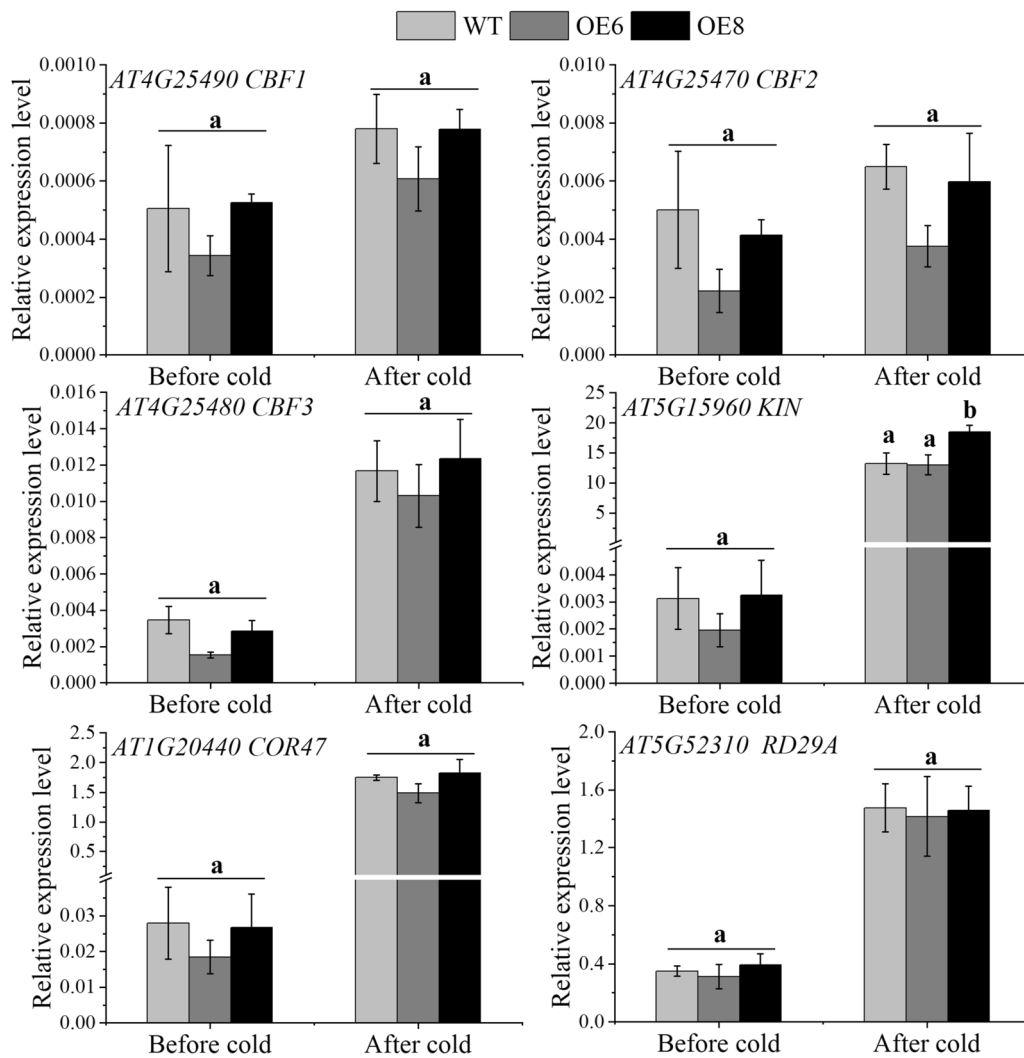 WT OE6 OE8
AT4G25490 CBF1
a
a
Relative expression level
0.0010
0.0008
0.0006
0.0004
0.0002
0.0000
Before cold After cold
AT4G25470 CBF2
a
a
Relative expression level
0.010
0.008
0.006
0.004
0.002
0.000
Before cold After cold
AT4G25480 CBF3
a
a
Relative expression level
0.016
0.014
0.012
0.010
0.008
0.006
0.004
0.002
0.000
Before cold After cold
AT5G15960 KIN
a
a a b
Relative expression level
25
20
15
10
5
0.004
0.003
0.002
0.001
0.000
Before cold After cold
AT1G20440 COR47
a
a
Relative expression level
2.5
2.0
1.5
1.0
0.5
0.03
0.02
0.01
0.00
Before cold After cold
AT5G52310 RD29A
a
a
Relative expression level
2.0
1.6
1.2
0.8
0.4
0.0
Before cold After cold